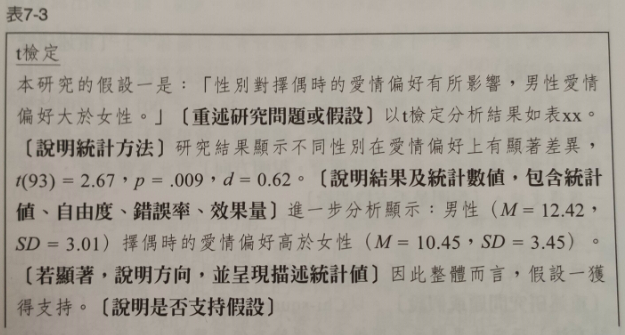 表7-3
t檢定
本研究的假設一是：「性別對擇偶時的愛情偏好有所影響，男性愛情
偏好大於女性。」〔重述研究問題或假設〕以t檢定分析結果如表xx。
〔說明統計方法〕研究結果顯示不同性別在愛情偏好上有顯著差異，
t(93) = 2.67，p = .009，d = 0.62。〔說明結果及統計數值，包含統計
值、自由度、錯誤率、效果量〕進一步分析顯示：男性（M = 12.42，
SD = 3.01）擇偶時的愛情偏好高於女性（M = 10.45，SD = 3.45）。
〔若顯著，說明方向，並呈現描述統計值〕因此整體而言，假設一獲
得支持。〔說明是否支持假設〕